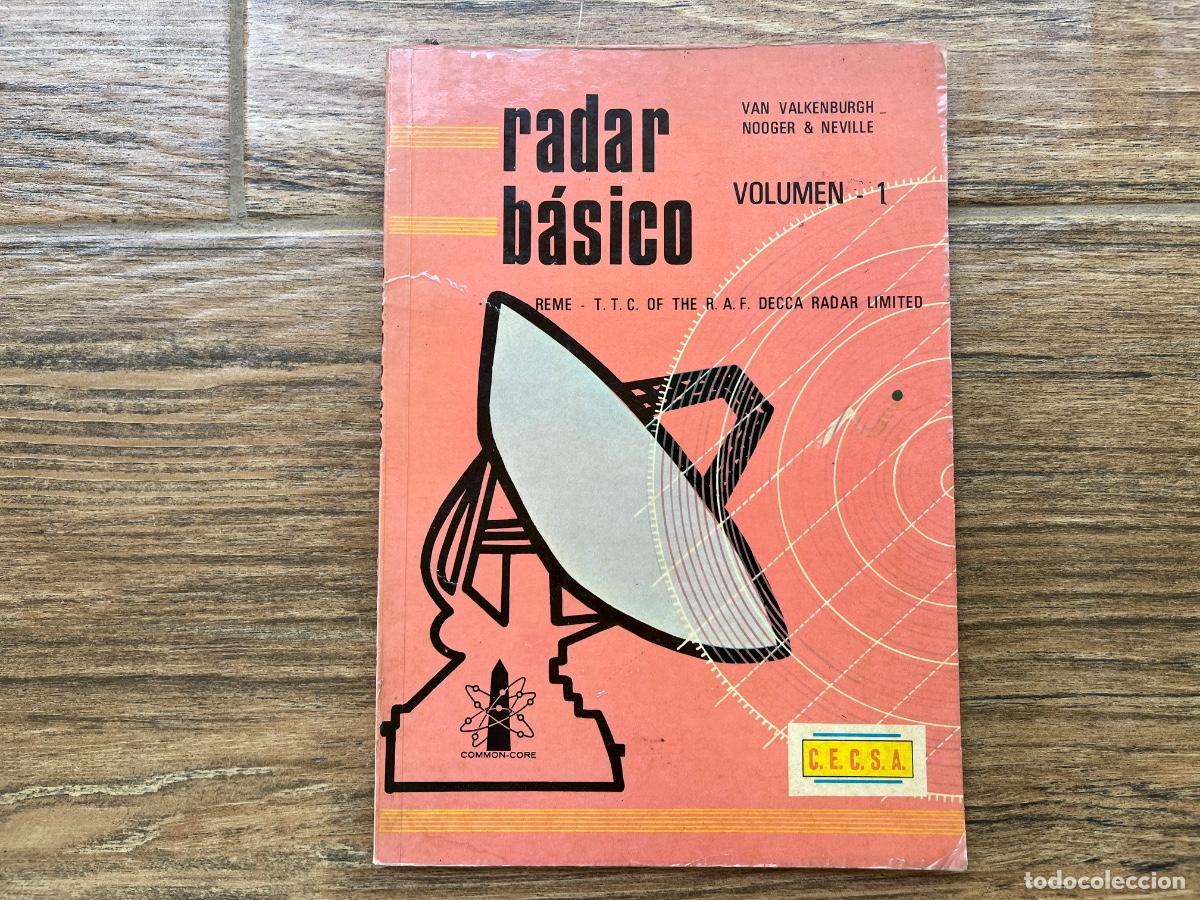 radar
básico
VAN VALKENBURGH
NOOGER & NEVILLE
VOLUMEN - 1
REME - T. T. C. OF THE R. A. F. DECCA RADAR LIMITED
COMMON-CORE
C. E. C. S. A.
todocoleccion